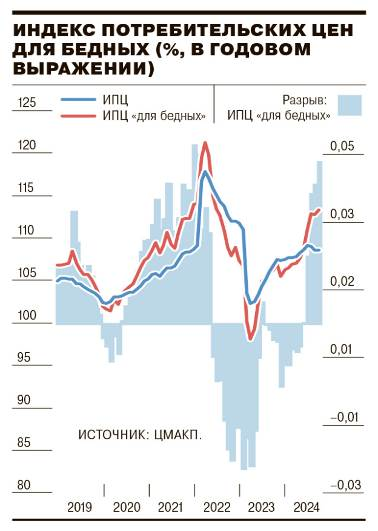 ИНДЕКС ПОТРЕБИТЕЛЬСКИХ ЦЕН
ДЛЯ БЕДНЫХ (%, В ГОДОВОМ
ВЫРАЖЕНИИ)
ИПЦ
ИПЦ «для бедных»
Разрыв:
ИПЦ «для бедных»
125
120
115
110
105
100
95
90
85
80
0,05
0,03
0,02
0,01
–0,01
–0,03
ИСТОЧНИК: ЦМАКП.
2019 2020 2021 2022 2023 2024